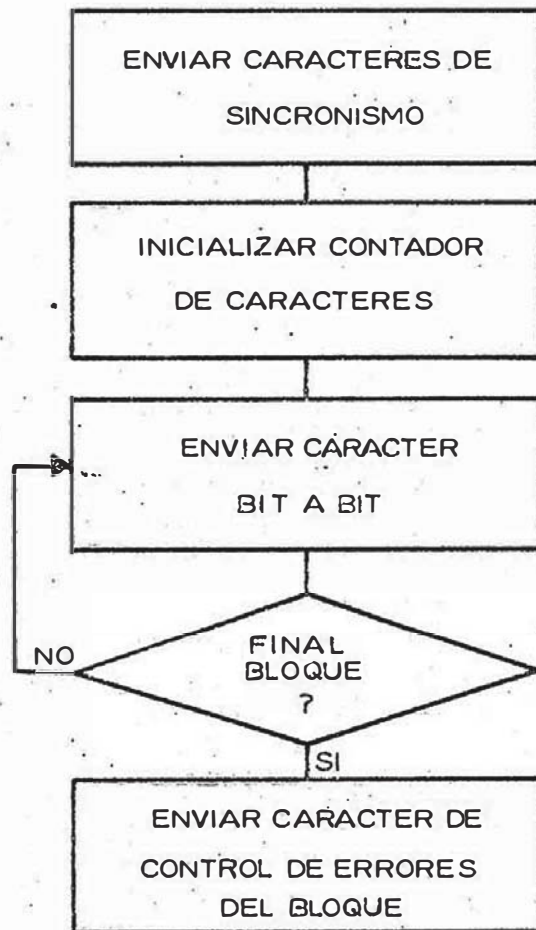 ENVIAR CARACTERES DE
SINCRONISMO
INICIALIZAR CONTADOR
DE CARACTERES
ENVIAR CARACTER
BIT A BIT
NO
FINAL
BLOQUE
?
SI
ENVIAR CARACTER DE
CONTROL DE ERRORES
DEL BLOQUE